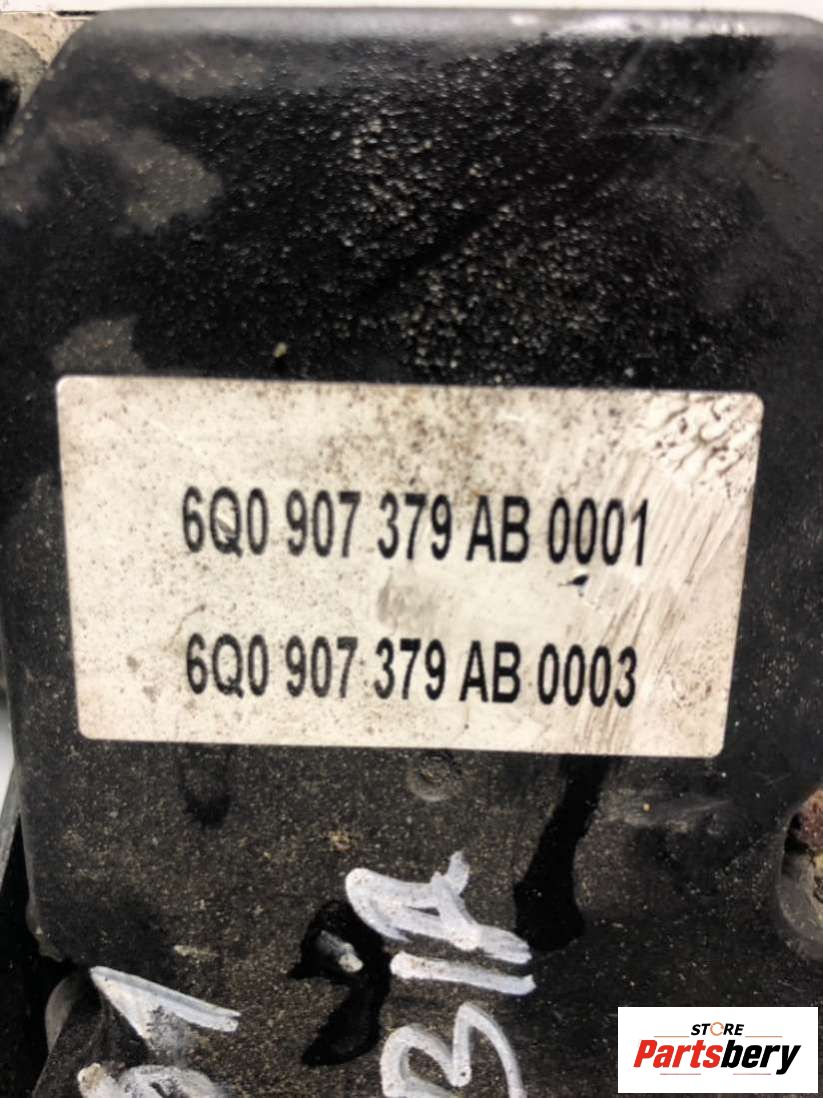 6Q0 907 379 AB 0001
6Q0 907 379 AB 0003
STORE
Partsbery